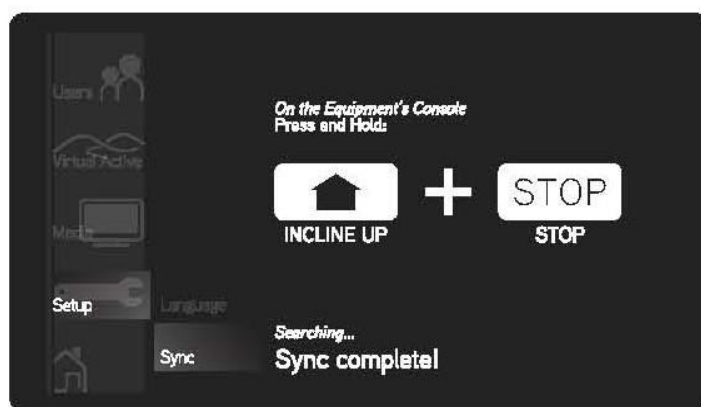 Users
Virtual Active
Media
Setup
Language
Sync
On the Equipment's Console
Press and Hold:
STOP
INCLINE UP
STOP
Searching...
Sync complete!